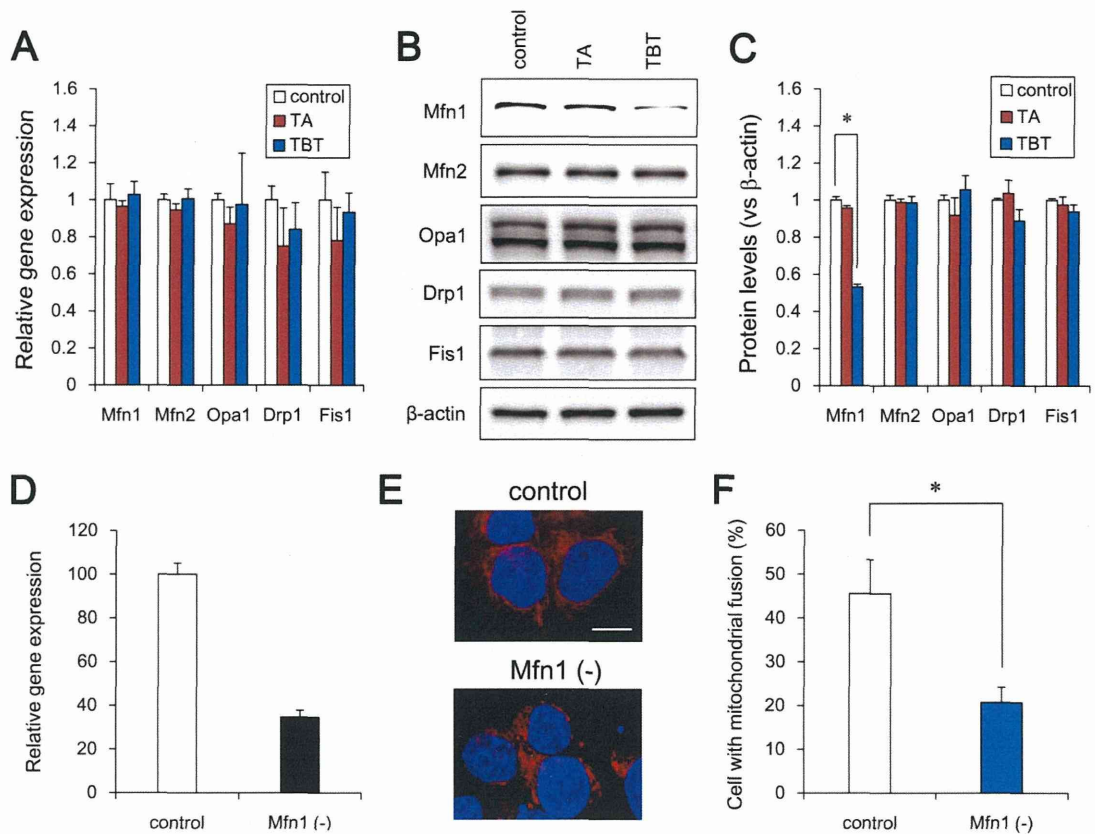 A
Relative gene expression
1.6
1.4
1.2
1
0.8
0.6
0.4
0.2
0
control
TA
TBT
Mfn1 Mfn2 Opa1 Drp1 Fis1
B
control TA TBT
Mfn1
Mfn2
Opa1
Drp1
Fis1
β-actin
C
Protein levels (vs β-actin)
1.6
1.4
1.2
1
0.8
0.6
0.4
0.2
0
control
TA
TBT
*
Mfn1 Mfn2 Opa1 Drp1 Fis1
D
Relative gene expression
120
100
80
60
40
20
0
control Mfn1 (-)
E
control
Mfn1 (-)
F
Cell with mitochondrial fusion (%)
60
50
40
30
20
10
0
*
control Mfn1 (-)